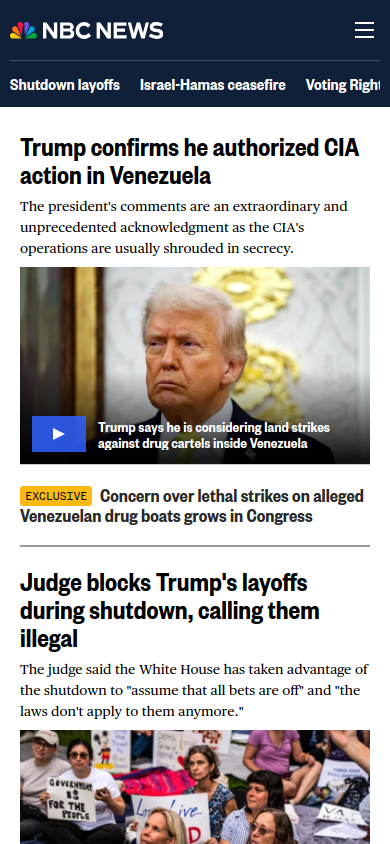 NBC NEWS
Shutdown layoffs Israel-Hamas ceasefire Voting Right
Trump confirms he authorized CIA
action in Venezuela
The president's comments are an extraordinary and
unprecedented acknowledgment as the CIA's
operations are usually shrouded in secrecy.
Trump says he is considering land strikes
against drug cartels inside Venezuela
EXCLUSIVE Concern over lethal strikes on alleged
Venezuelan drug boats grows in Congress
Judge blocks Trump's layoffs
during shutdown, calling them
illegal
The judge said the White House has taken advantage of
the shutdown to "assume that all bets are off" and "the
laws don't apply to them anymore."
GOVERNMENT
IS
FOR THE
PEOPLE